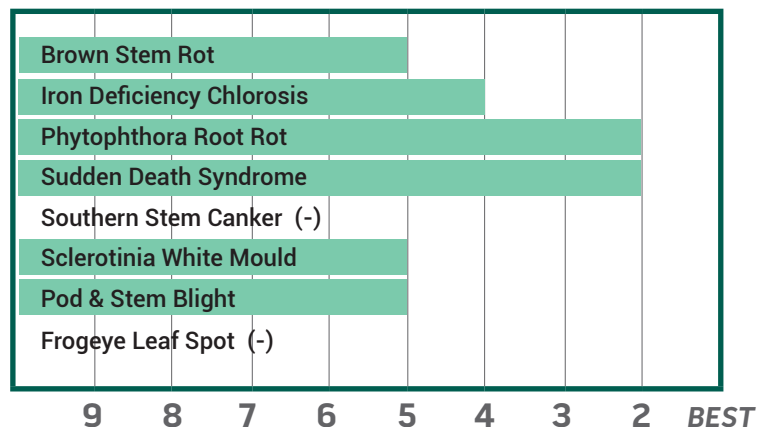 Brown Stem Rot
Iron Deficiency Chlorosis
Phytophthora Root Rot
Sudden Death Syndrome
Southern Stem Canker (-)
Sclerotinia White Mould
Pod & Stem Blight
Frogeye Leaf Spot (-)
9 8 7 6 5 4 3 2 BEST